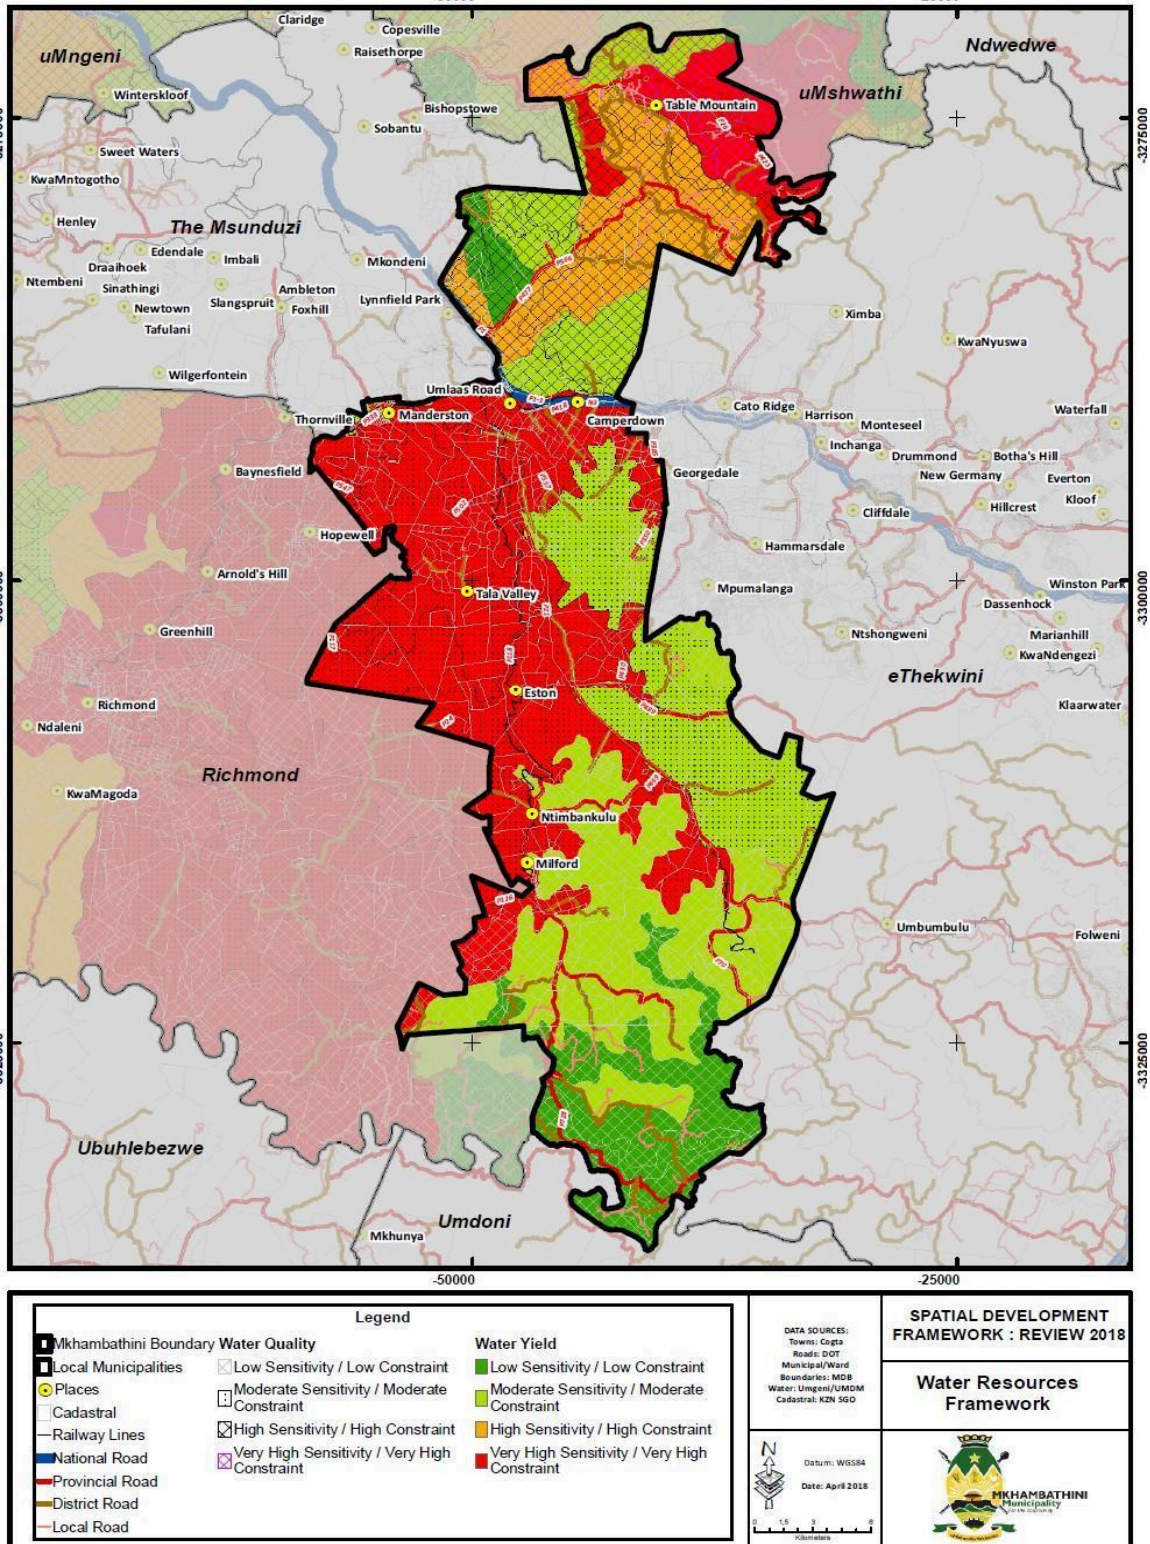 Claridge
Copesville
Raisethorpe
Ndwedwe
uMngeni
Winterskloof
uMshwathi
Bishopstowe
Table Mountain
Sobantu
-3275000
Sweet Waters
KwaMntogotho
Henley
The Msunduzi
Edendale
Imbali
Mkondeni
Draaihoek
Ntembeni
Sinathingi
Ambleton
Slangspruit
Foxhill
Lynnfield Park
Newtown
Tafulani
Ximba
KwaNyuswa
Wilgerfontein
Umlaas Road
Thornville
Manderston
Camperdown
Cato Ridge
Harrison
Waterfall
Monteseel
Inchanga
Drummond
Botha's Hill
Baynesfield
Georgedale
New Germany
Everton
Kloof
Hillcrest
Cliffdale
Hopewell
Hammarsdale
Arnold's Hill
Tala Valley
Mpumalanga
Winston Park
Dassenhock
-3300000
Greenhill
Ntshongweni
Marianhill
KwaNdengezi
eThekwini
Eston
Richmond
Klaarwater
Ndaleni
Richmond
KwaMagoda
Ntimbankulu
Milford
Umbumbulu
Folweni
-3325000
Ubuhlebezwe
Umdoni
Mkhunya
-50000
-25000
Legend
Mkhambathini Boundary
Local Municipalities
Places
Cadastral
Railway Lines
National Road
Provincial Road
District Road
Local Road
Water Quality
Low Sensitivity / Low Constraint
Moderate Sensitivity / Moderate
Constraint
High Sensitivity / High Constraint
Very High Sensitivity / Very High
Constraint
Water Yield
Low Sensitivity / Low Constraint
Moderate Sensitivity / Moderate
Constraint
High Sensitivity / High Constraint
Very High Sensitivity / Very High
Constraint
DATA SOURCES:
Towns: Cogta
Roads: DOT
Municipal/Ward
Boundaries: MDB
Water: Umgeni/UMDM
Cadastral: KZN SGO
SPATIAL DEVELOPMENT
FRAMEWORK : REVIEW 2018
Water Resources
Framework
N
Datum: WGS84
Date: April 2018
0 1,5 3 6
Kilometers
MKHAMBATHINI
Municipality